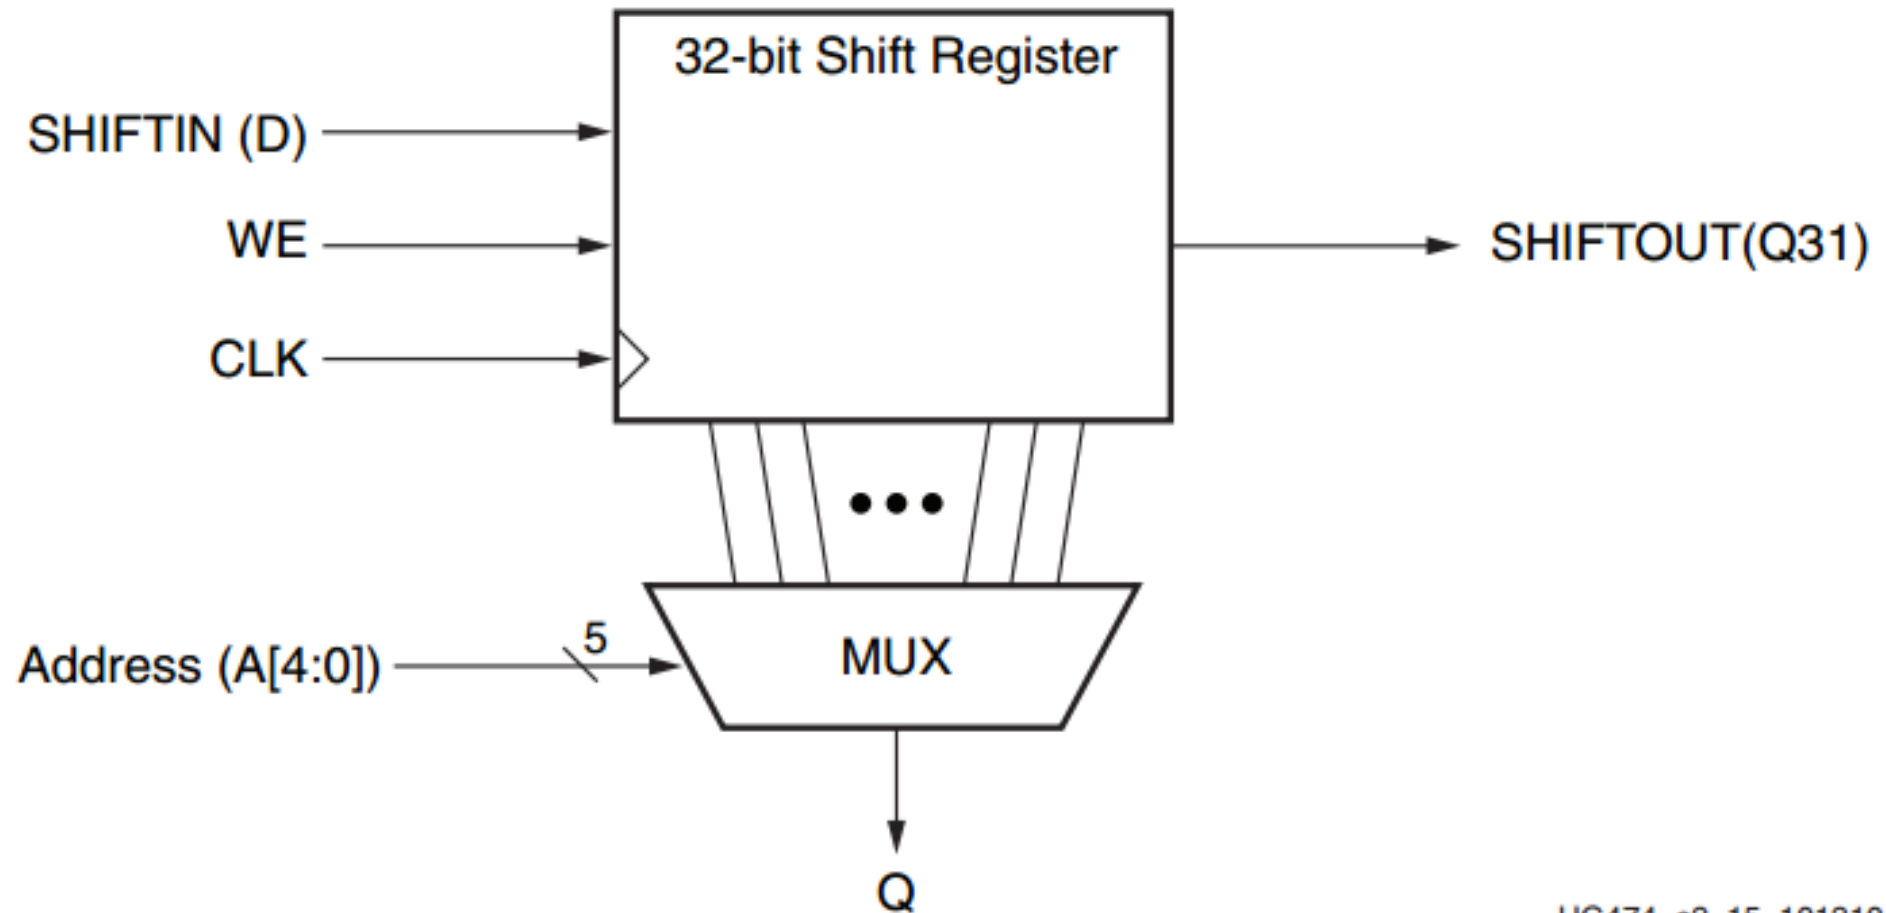 32-bit Shift Register
SHIFTIN (D)
WE
SHIFTOUT(Q31)
CLK
5
Address (A[4:0])
MUX
Q